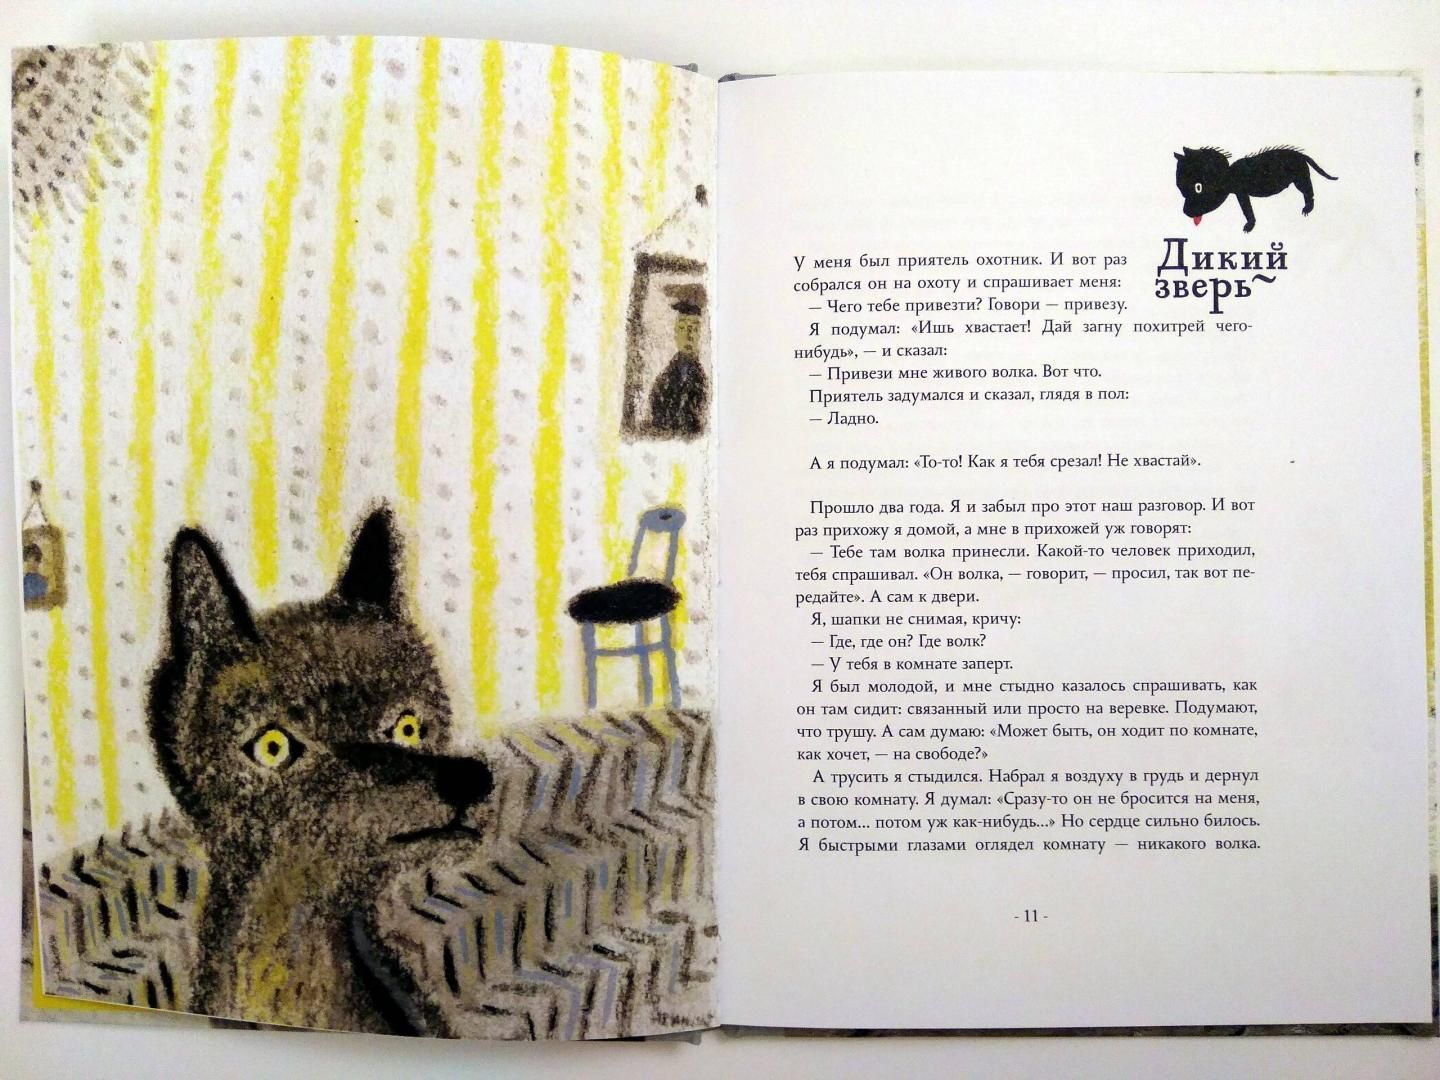 Дикий
зверь~
У меня был приятель охотник. И вот раз
собрался он на охоту и спрашивает меня:
— Чего тебе привезти? Говори — привезу.
Я подумал: «Ишь хвастает! Дай загну похитрей чего-
нибудь», — и сказал:
— Привези мне живого волка. Вот что.
Приятель задумался и сказал, глядя в пол:
— Ладно.
А я подумал: «То-то! Как я тебя срезал! Не хвастай».
Прошло два года. Я и забыл про этот наш разговор. И вот
раз прихожу я домой, а мне в прихожей уж говорят:
— Тебе там волка принесли. Какой-то человек приходил,
тебя спрашивал. «Он волка, — говорит, — просил, так вот пе-
редайте». А сам к двери.
Я, шапки не снимая, кричу:
— Где, где он? Где волк?
— У тебя в комнате заперт.
Я был молодой, и мне стыдно казалось спрашивать, как
он там сидит: связанный или просто на веревке. Подумают,
что трушу. А сам думаю: «Может быть, он ходит по комнате,
как хочет, — на свободе?»
А трусить я стыдился. Набрал я воздуху в грудь и дернул
в свою комнату. Я думал: «Сразу-то он не бросится на меня,
а потом... потом уж как-нибудь...» Но сердце сильно билось.
Я быстрыми глазами оглядел комнату — никакого волка.
- 11 -